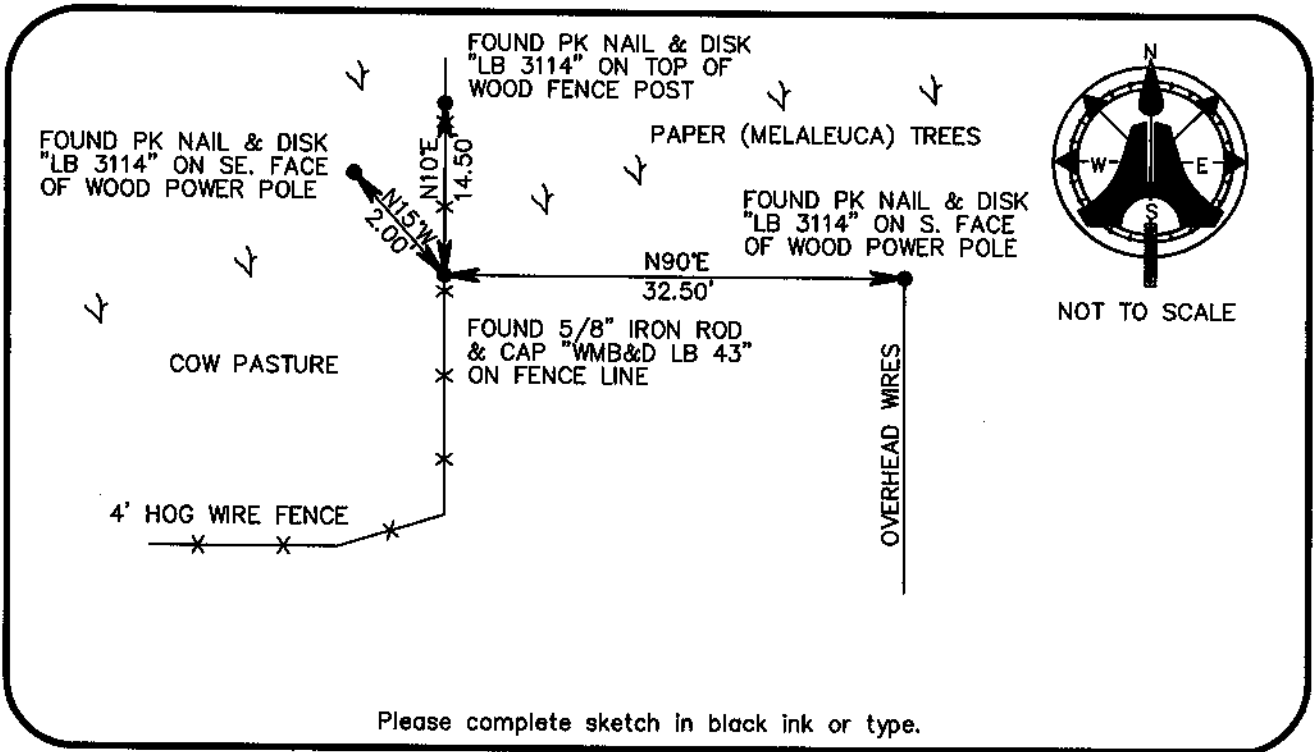 FOUND PK NAIL & DISK
"LB 3114" ON TOP OF
WOOD FENCE POST
FOUND PK NAIL & DISK
"LB 3114" ON SE. FACE
OF WOOD POWER POLE
N10°E
14.50'
N15°W
2.00'
PAPER (MELALEUCA) TREES
FOUND PK NAIL & DISK
"LB 3114" ON S. FACE
OF WOOD POWER POLE
N
W
E
S
NOT TO SCALE
N90°E
32.50'
FOUND 5/8" IRON ROD
& CAP "WMB&D LB 43"
ON FENCE LINE
COW PASTURE
OVERHEAD WIRES
4' HOG WIRE FENCE
Please complete sketch in black ink or type.